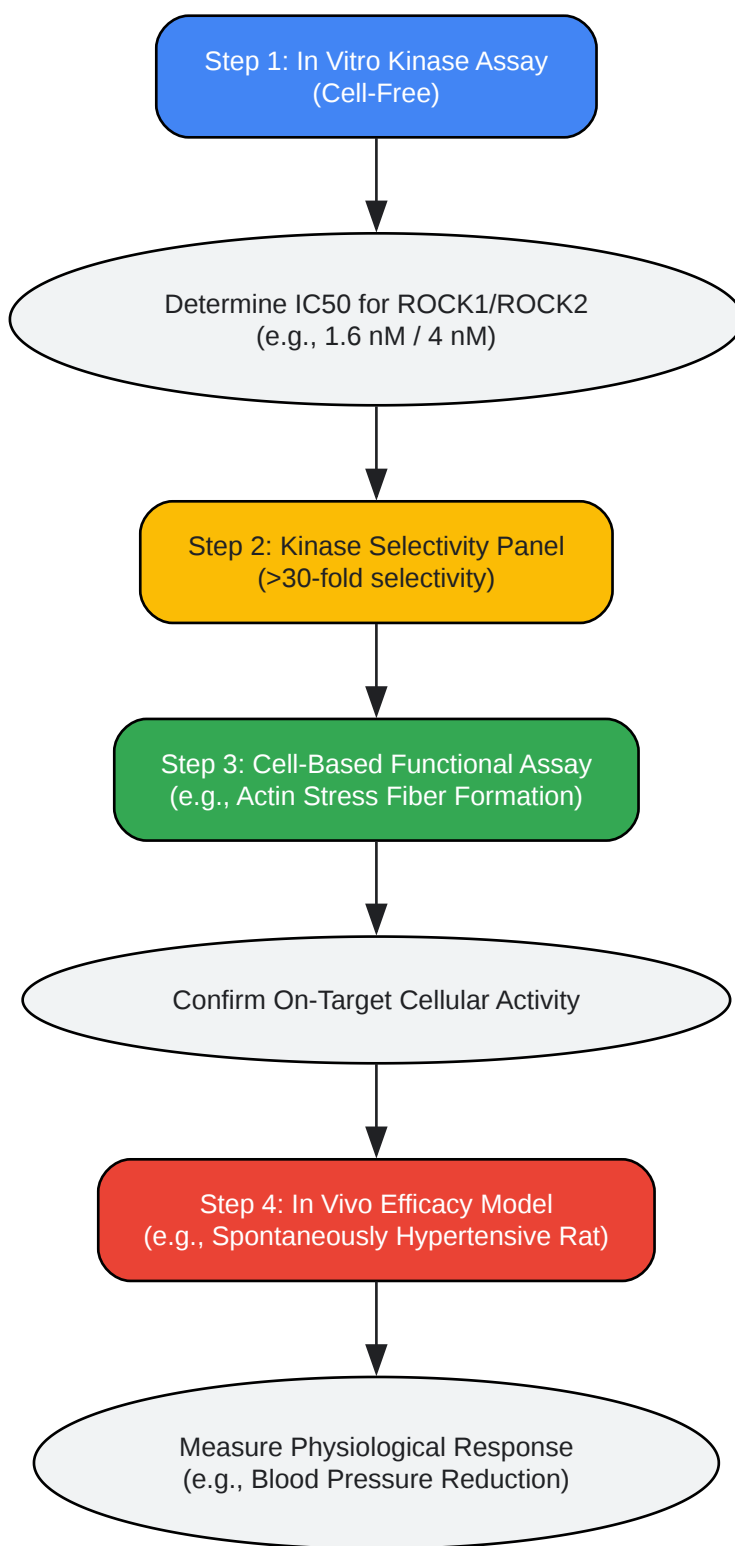 Step 1: In Vitro Kinase Assay
(Cell-Free)
Determine IC50 for ROCK1/ROCK2
(e.g., 1.6 nM / 4 nM)
Step 2: Kinase Selectivity Panel
(>30-fold selectivity)
Step 3: Cell-Based Functional Assay
(e.g., Actin Stress Fiber Formation)
Confirm On-Target Cellular Activity
Step 4: In Vivo Efficacy Model
(e.g., Spontaneously Hypertensive Rat)
Measure Physiological Response
(e.g., Blood Pressure Reduction)